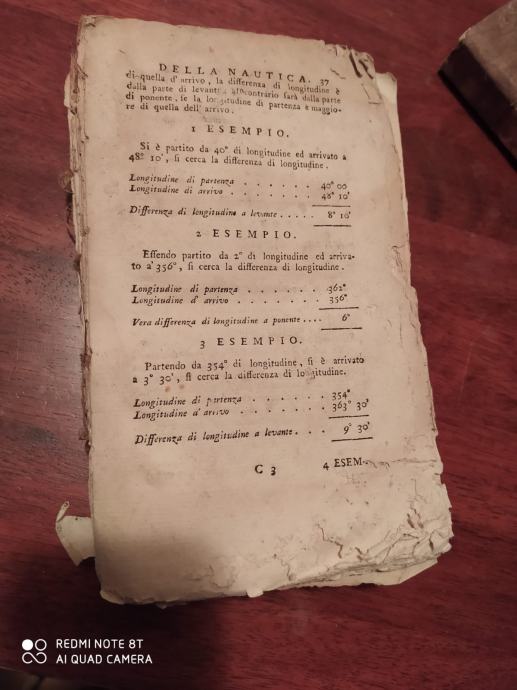 DELLA NAUTICA. 37
di quella d' arrivo, la differenza di longitudine è
dalla parte di levante; al contrario sarà dalla parte
di ponente, se la longitudine di partenza è maggio-
re di quella dell' arrivo.
1 ESEMPIO.
Si è partito da 40° di longitudine ed arrivato a
48° 10', si cerca la differenza di longitudine.
Longitudine di partenza . . . . . . 40° 00
Longitudine di arrivo . . . . . . . 48° 10'
Differenza di longitudine a levante . . . . . 8° 10'
2 ESEMPIO.
Essendo partito da 2° di longitudine ed arriva-
to a 356°, si cerca la differenza di longitudine.
Longitudine di partenza . . . . . . 362°
Longitudine d' arrivo . . . . . . . 356°
Vera differenza di longitudine a ponente . . . . 6°
3 ESEMPIO.
Partendo da 354° di longitudine, si è arrivato
a 3° 30', si cerca la differenza di longitudine.
Longitudine di partenza . . . . . . 354°
Longitudine d' arrivo . . . . . . . 363° 30'
Differenza di longitudine a levante. . . . 9° 30'
C 3 4 ESEM-
REDMI NOTE 8T
AI QUAD CAMERA